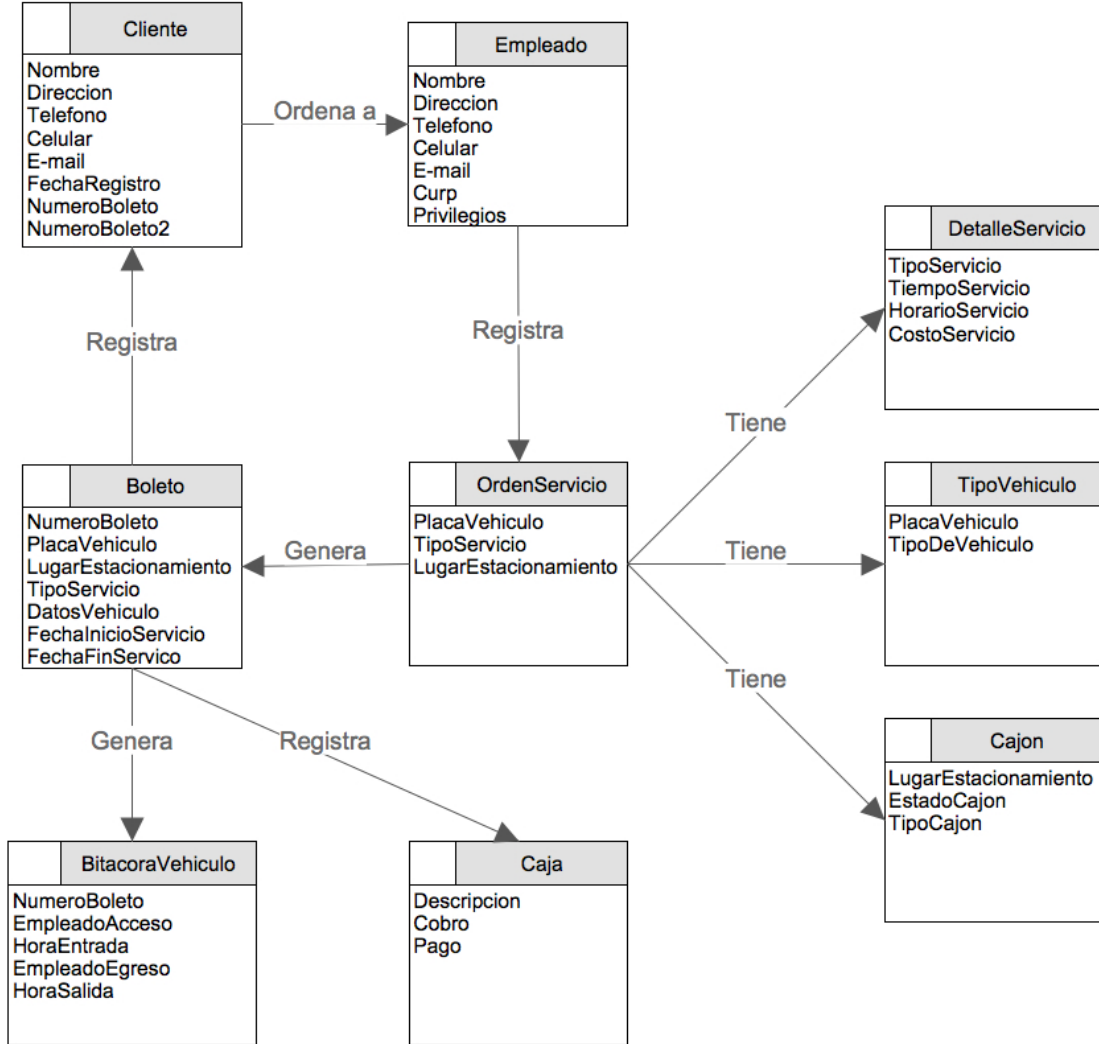 Cliente
Nombre
Direccion
Telefono
Celular
E-mail
FechaRegistro
NumeroBoleto
NumeroBoleto2
Ordena a
Empleado
Nombre
Direccion
Telefono
Celular
E-mail
Curp
Privilegios
Registra
Registra
DetalleServicio
TipoServicio
TiempoServicio
HorarioServicio
CostoServicio
Tiene
Boleto
NumeroBoleto
PlacaVehiculo
LugarEstacionamiento
TipoServicio
DatosVehiculo
FechaInicioServicio
FechaFinServico
Genera
OrdenServicio
PlacaVehiculo
TipoServicio
LugarEstacionamiento
Tiene
TipoVehiculo
PlacaVehiculo
TipoDeVehiculo
Tiene
Genera
Registra
Cajon
LugarEstacionamiento
EstadoCajon
TipoCajon
BitacoraVehiculo
NumeroBoleto
EmpleadoAcceso
HoraEntrada
EmpleadoEgreso
HoraSalida
Caja
Descripcion
Cobro
Pago